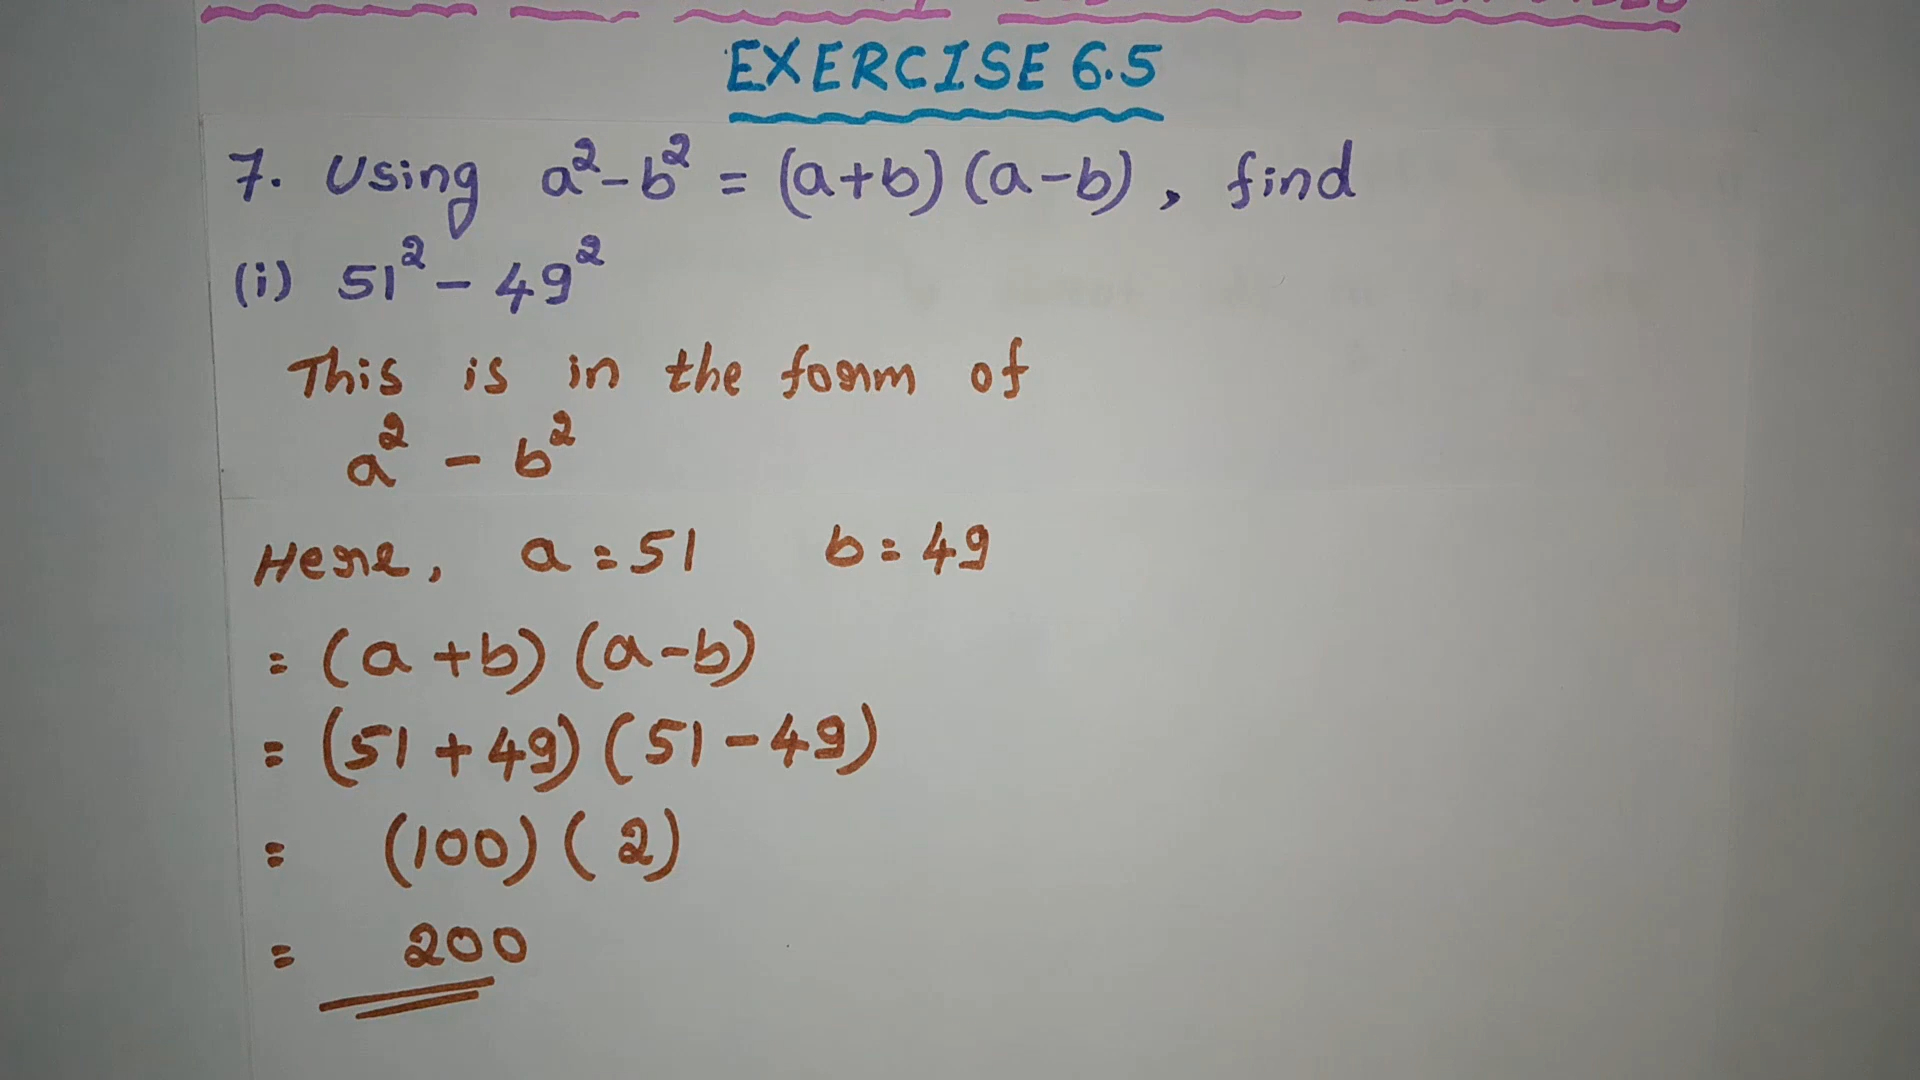 EXERCISE 6.5
7. Using a² - b² = (a+b) (a-b), find
(i) 51² - 49²
This is in the form of
a² - b²
Here, a = 51 b = 49
= (a + b) (a - b)
= (51 + 49) (51 - 49)
= (100) (2)
= 200